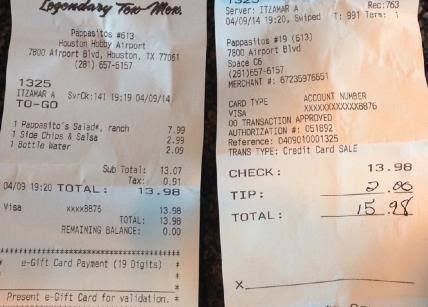 Legendary Tex-Mex.
Pappasitos #613
Houston Hobby Airport
7800 Airport Blvd, Houston, TX 77061
(281) 657-6157
1325
ITZAMAR A SvrCk:141 19:19 04/09/14
TO-GO
1 Pappasito's Salad#, ranch 7.99
1 Side Chips & Salsa 2.99
1 Bottle Water 2.09
Sub Total: 13.07
Tax: 0.91
04/09 19:20 TOTAL: 13.98
Visa XXXX8876 13.98
TOTAL: 13.98
REMAINING BALANCE: 0.00
e-Gift Card Payment (19 Digits)
Present e-Gift Card for validation.
1325 Rec:763
Server: ITZAMAR A
04/09/14 19:20, Swiped T: 991 Term: 1
Pappasitos #19 (613)
7800 Airport Blvd
Space C6
(281)657-6157
MERCHANT #: 67235976651
CARD TYPE ACCOUNT NUMBER
VISA XXXXXXXXXXXX8876
00 TRANSACTION APPROVED
AUTHORIZATION #: 051892
Reference: 0409010001325
TRANS TYPE: Credit Card SALE
CHECK: 13.98
TIP: 2.00
TOTAL: 15.98
X